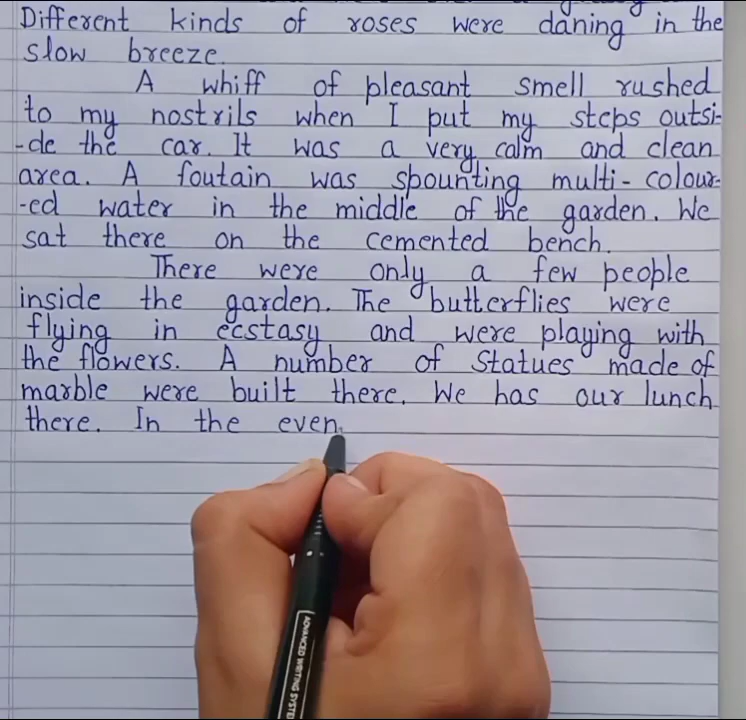 Different kinds of roses were daning in the
slow breeze.
A whiff of pleasant smell rushed
to my nostrils when I put my steps outsi-
-de the car. It was a very calm and clean
area. A foutain was spounting multi-colour-
-ed water in the middle of the garden. We
sat there on the cemented bench.
There were only a few people
inside the garden. The butterflies were
flying in ecstasy and were playing with
the flowers. A number of statues made of
marble were built there. We has our lunch
there. In the even
ADVANCED WRITING SYSTE